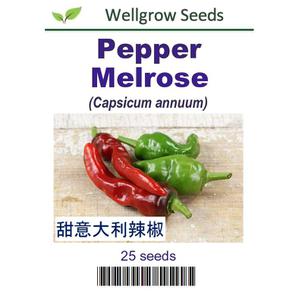 Wellgrow Seeds
Pepper
Melrose
(Capsicum annuum)
甜意大利辣椒
25 seeds